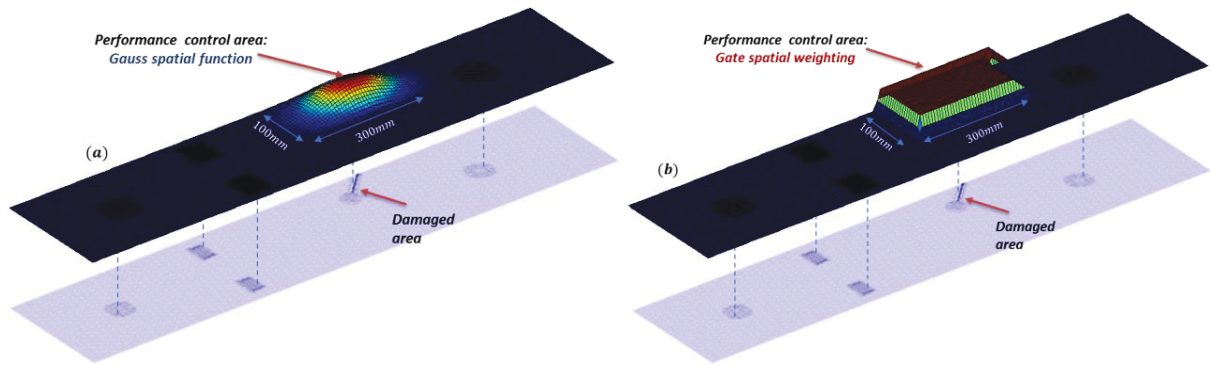 Performance control area:
Gauss spatial function
100mm
300mm
(a)
Damaged
area
Performance control area:
Gate spatial weighting
100mm
300mm
(b)
Damaged
area